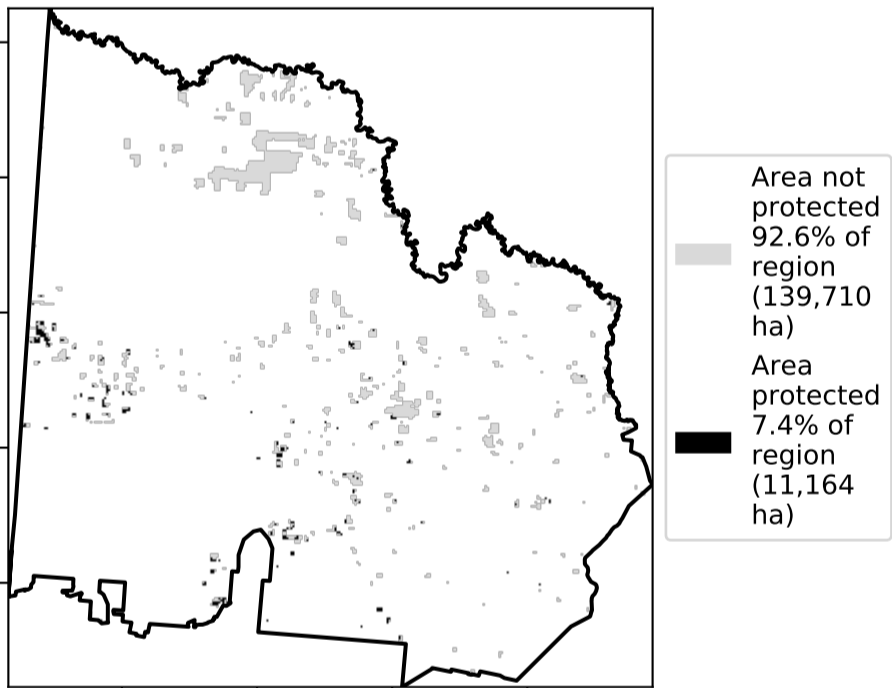 Area not
protected
92.6% of
region
(139,710
ha)
Area
protected
7.4% of
region
(11,164
ha)